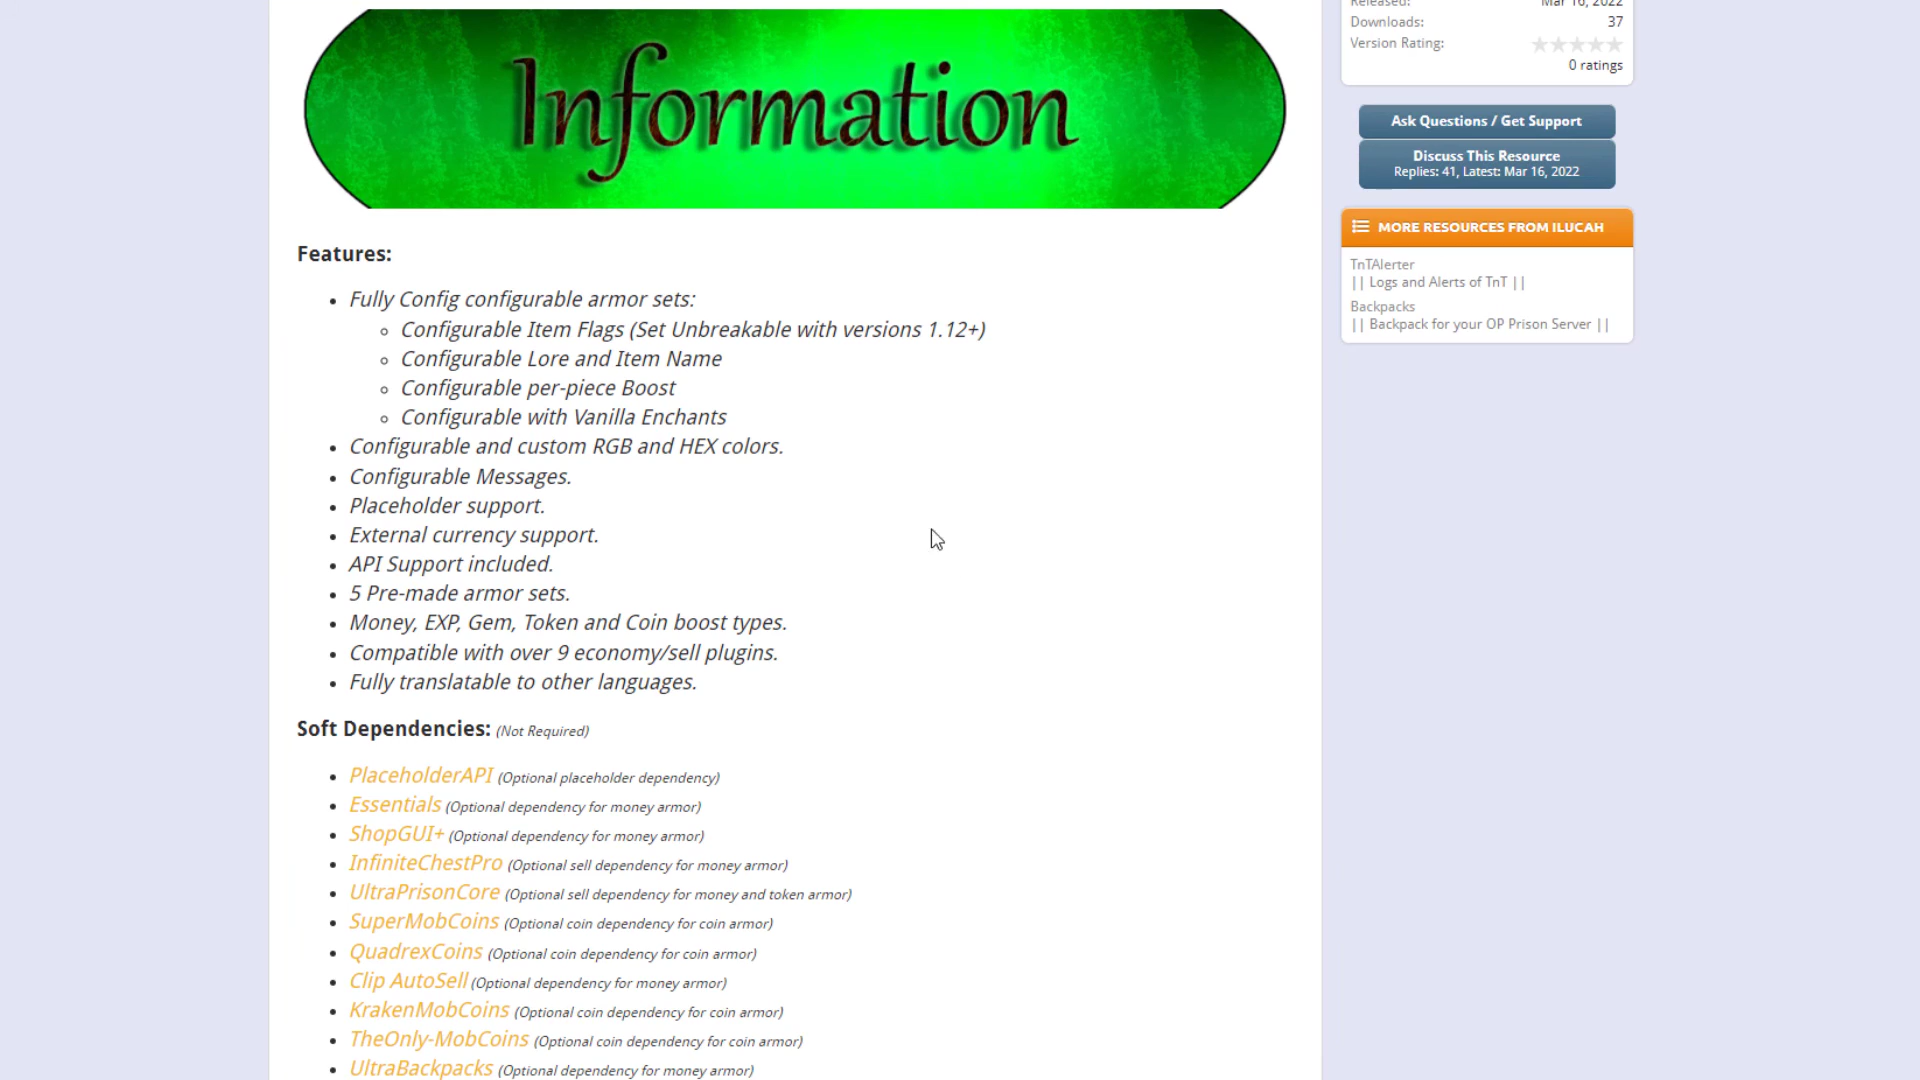 Information
Features:
Fully Config configurable armor sets:
Configurable Item Flags (Set Unbreakable with versions 1.12+)
Configurable Lore and Item Name
Configurable per-piece Boost
Configurable with Vanilla Enchants
Configurable and custom RGB and HEX colors.
Configurable Messages.
Placeholder support.
External currency support.
API Support included.
5 Pre-made armor sets.
Money, EXP, Gem, Token and Coin boost types.
Compatible with over 9 economy/sell plugins.
Fully translatable to other languages.
Soft Dependencies: (Not Required)
PlaceholderAPI (Optional placeholder dependency)
Essentials (Optional dependency for money armor)
ShopGUI+ (Optional dependency for money armor)
InfiniteChestPro (Optional sell dependency for money armor)
UltraPrisonCore (Optional sell dependency for money and token armor)
SuperMobCoins (Optional coin dependency for coin armor)
QuadrexCoins (Optional coin dependency for coin armor)
Clip AutoSell (Optional dependency for money armor)
KrakenMobCoins (Optional coin dependency for coin armor)
TheOnly-MobCoins (Optional coin dependency for coin armor)
UltraBackpacks (Optional dependency for money armor)
Released: Mar 16, 2022
Downloads: 37
Version Rating:
0 ratings
Ask Questions / Get Support
Discuss This Resource
Replies: 41, Latest: Mar 16, 2022
MORE RESOURCES FROM ILUCAH
TnTAlerter
|| Logs and Alerts of TnT ||
Backpacks
|| Backpack for your OP Prison Server ||